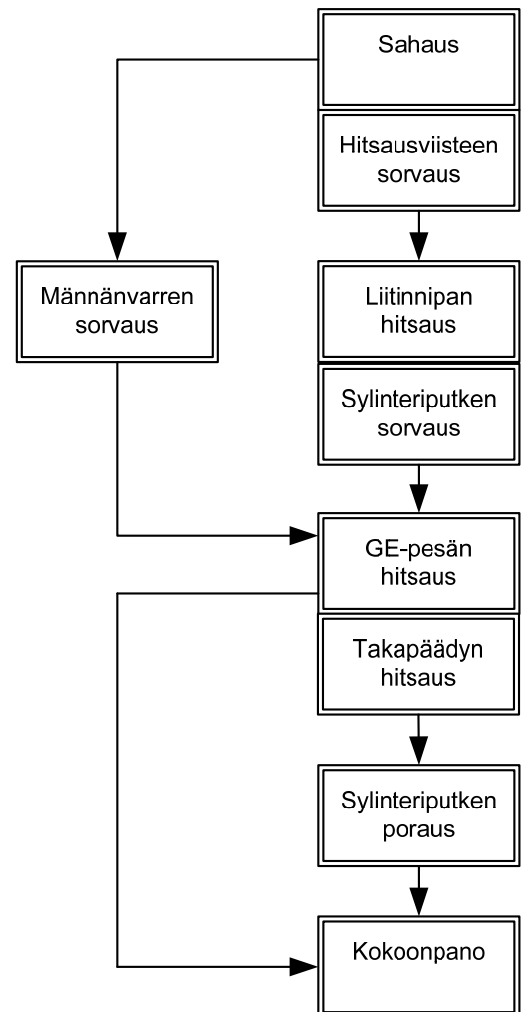 Sahaus
Hitsausviisteen
sorvaus
Männänvarren
sorvaus
Liitinnipan
hitsaus
Sylinteriputken
sorvaus
GE-pesän
hitsaus
Takapäädyn
hitsaus
Sylinteriputken
poraus
Kokoonpano